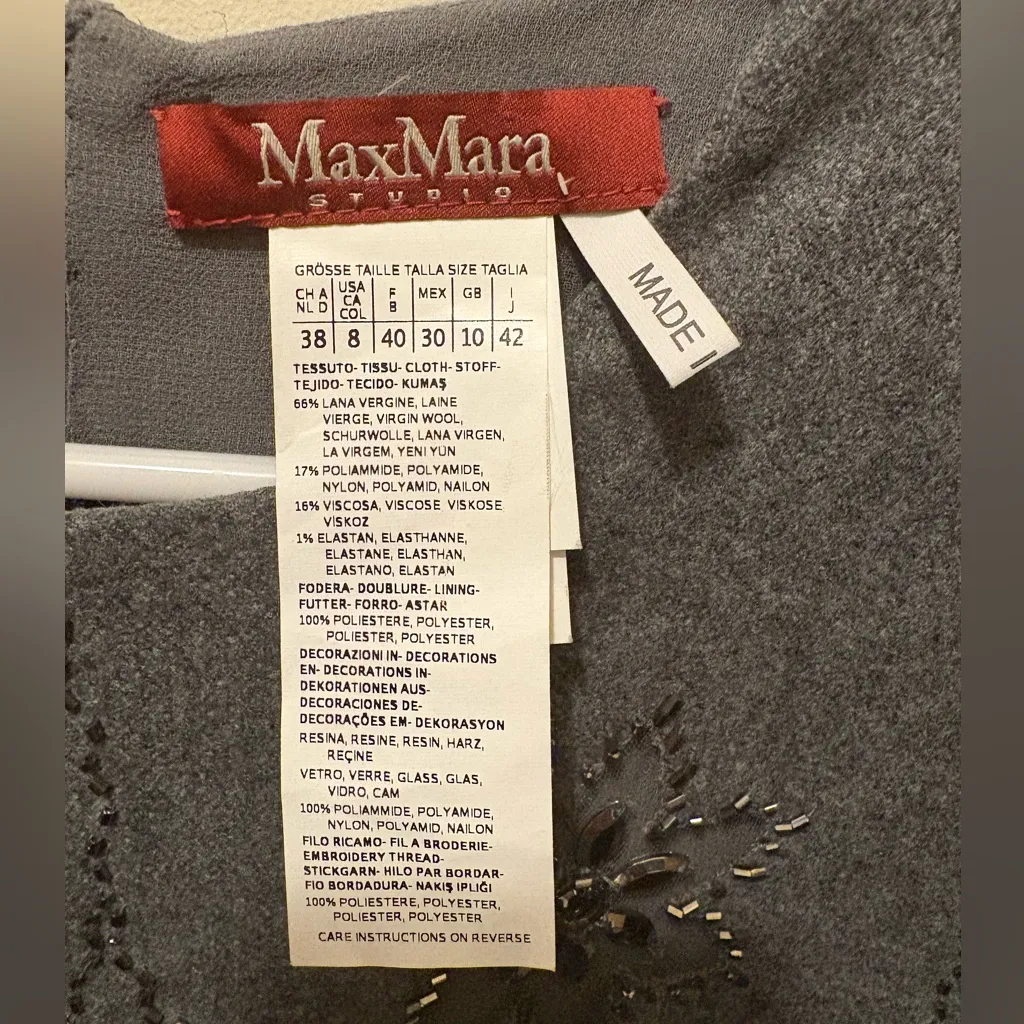 MaxMara
STUDIO
MADE I
GRÖSSE TAILLE TALLA SIZE TAGLIA
CH A NL D USA CA COL F B MEX GB I J
38 8 40 30 10 42
TESSUTO- TISSU- CLOTH- STOFF-
TEJIDO- TECIDO- KUMAŞ
66% LANA VERGINE, LAINE
VIERGE, VIRGIN WOOL,
SCHURWOLLE, LANA VIRGEN,
LA VIRGEM, YENI YÜN
17% POLIAMMIDE, POLYAMIDE,
NYLON, POLYAMID, NAILON
16% VISCOSA, VISCOSE VISKOSE
VİSKOZ
1% ELASTAN, ELASTHANNE,
ELASTANE, ELASTHAN,
ELASTANO, ELASTAN
FODERA- DOUBLURE- LINING-
FUTTER- FORRO- ASTAR
100% POLIESTERE, POLYESTER,
POLIESTER, POLYESTER
DECORAZIONI IN- DECORATIONS
EN- DECORATIONS IN-
DEKORATIONEN AUS-
DECORACIONES DE-
DECORAÇÕES EM- DEKORASYON
RESINA, RESINE, RESIN, HARZ,
REÇİNE
VETRO, VERRE, GLASS, GLAS,
VIDRO, CAM
100% POLIAMMIDE, POLYAMIDE,
NYLON, POLYAMID, NAILON
FILO RICAMO- FIL A BRODERIE-
EMBROIDERY THREAD-
STICKGARN- HILO PAR BORDAR-
FIO BORDADURA- NAKIŞ IPLIĞI
100% POLIESTERE, POLYESTER,
POLIESTER, POLYESTER
CARE INSTRUCTIONS ON REVERSE